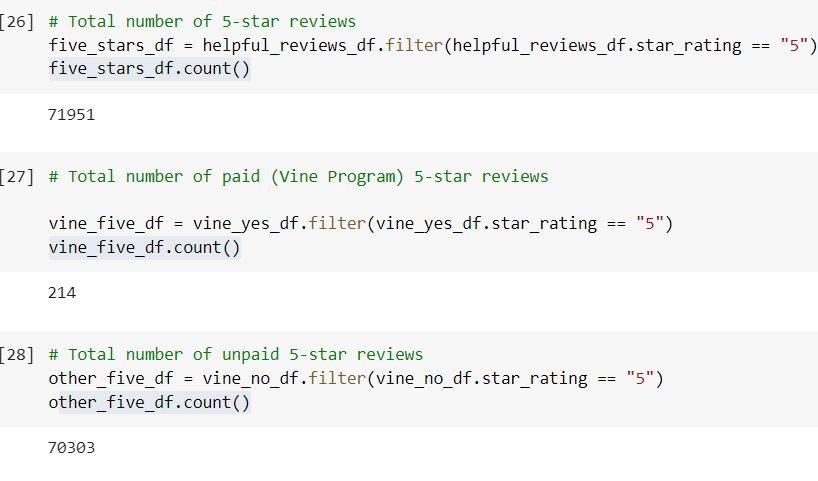 [26] # Total number of 5-star reviews
five_stars_df = helpful_reviews_df.filter(helpful_reviews_df.star_rating == "5")
five_stars_df.count()
71951
[27] # Total number of paid (Vine Program) 5-star reviews
vine_five_df = vine_yes_df.filter(vine_yes_df.star_rating == "5")
vine_five_df.count()
214
[28] # Total number of unpaid 5-star reviews
other_five_df = vine_no_df.filter(vine_no_df.star_rating == "5")
other_five_df.count()
70303